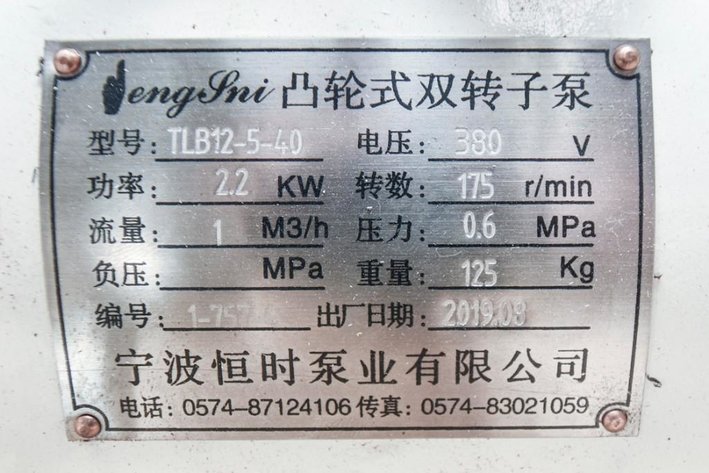 HengSni 凸轮式双转子泵
型号: TLB12-5-40 电压: 380 V
功率: 2.2 KW 转数: 175 r/min
流量: 1 M3/h 压力: 0.6 MPa
负压: MPa 重量: 125 Kg
编号: 出厂日期: 2019.08
宁波恒时泵业有限公司
电话: 0574-87124106 传真: 0574-83021059